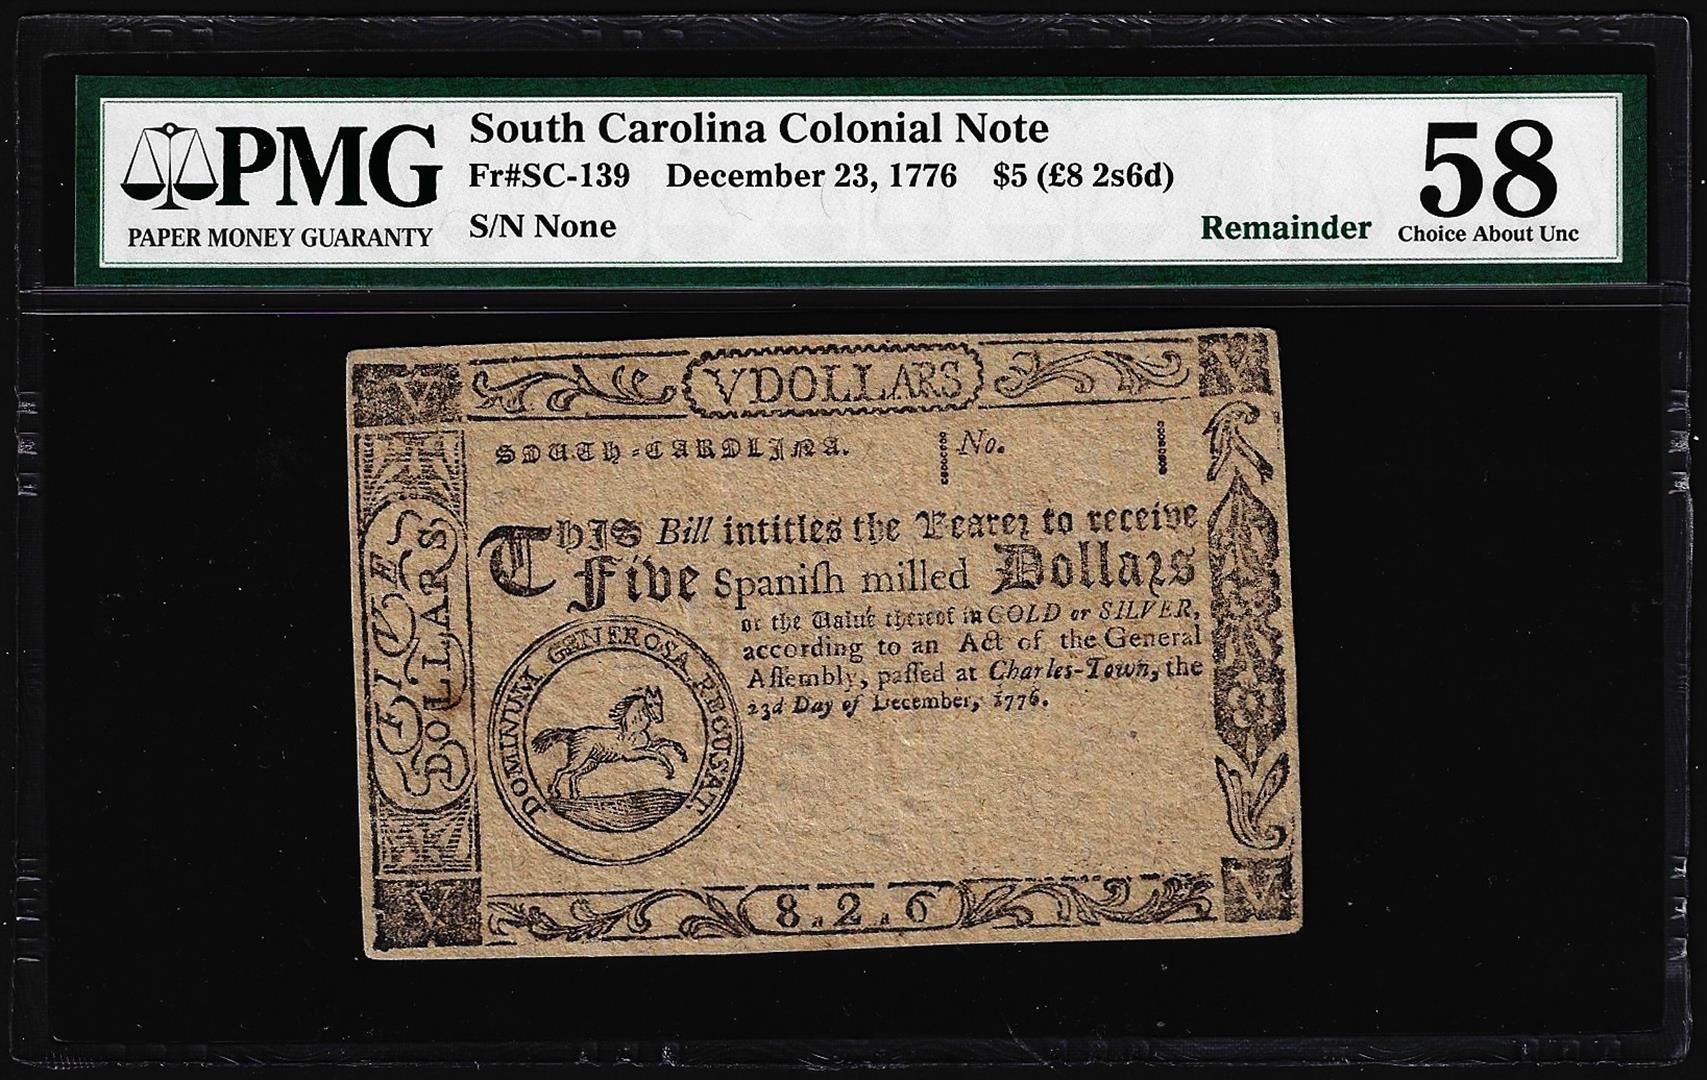 PMG
PAPER MONEY GUARANTY
South Carolina Colonial Note
Fr#SC-139 December 23, 1776 $5 (£8 2s6d)
S/N None
Remainder
58
Choice About Unc
V V
V DOLLARS
SOUTH-CAROLINA. No.
FIVE
DOLLARS
THIS Bill intitles the Bearer to receive
Five Spaniſh milled Dollars
or the Value thereof in GOLD or SILVER,
according to an Act of the General
Aſſembly, paſſed at Charles-Town, the
23d Day of December, 1776.
DOMINUM GENEROSA RECUSAT
V V
8 . 2 . 6